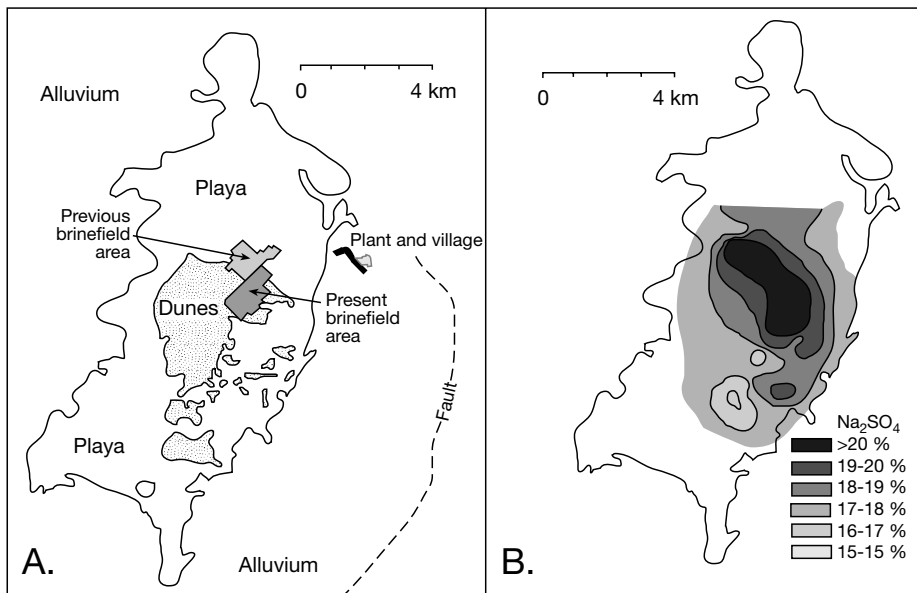 Alluvium
0 4 km
Playa
Previous
brinefield
area
Plant and village
Dunes
Present
brinefield
area
Fault
Playa
Alluvium
A.
0 4 km
Na₂SO₄
>20 %
19-20 %
18-19 %
17-18 %
16-17 %
15-15 %
B.